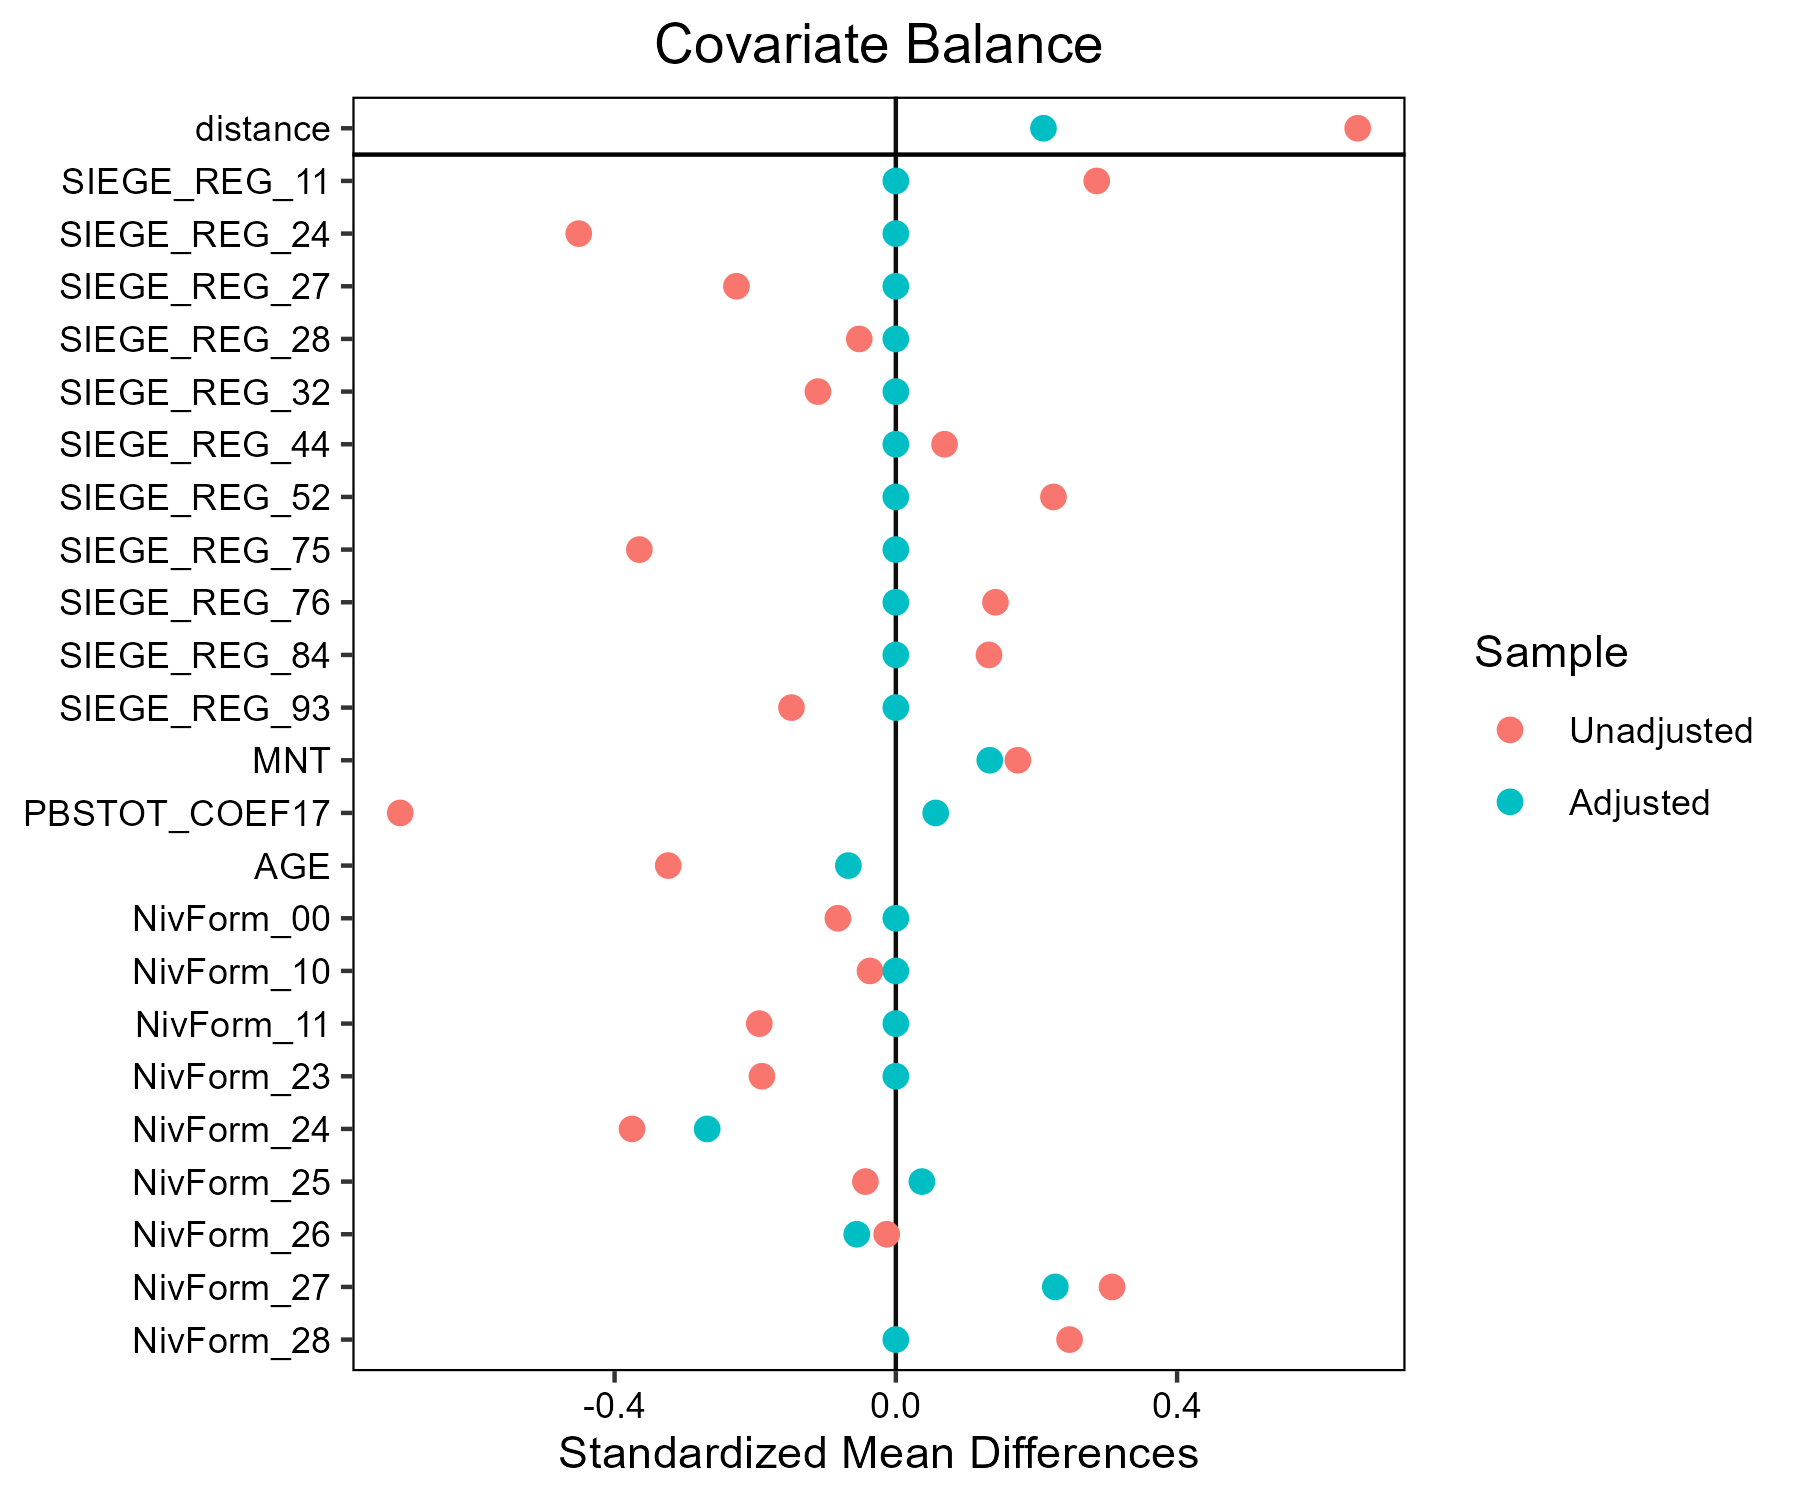 Covariate Balance
distance
SIEGE_REG_11
SIEGE_REG_24
SIEGE_REG_27
SIEGE_REG_28
SIEGE_REG_32
SIEGE_REG_44
SIEGE_REG_52
SIEGE_REG_75
SIEGE_REG_76
SIEGE_REG_84
SIEGE_REG_93
MNT
PBSTOT_COEF17
AGE
NivForm_00
NivForm_10
NivForm_11
NivForm_23
NivForm_24
NivForm_25
NivForm_26
NivForm_27
NivForm_28
-0.4 0.0 0.4
Standardized Mean Differences
Sample
Unadjusted
Adjusted